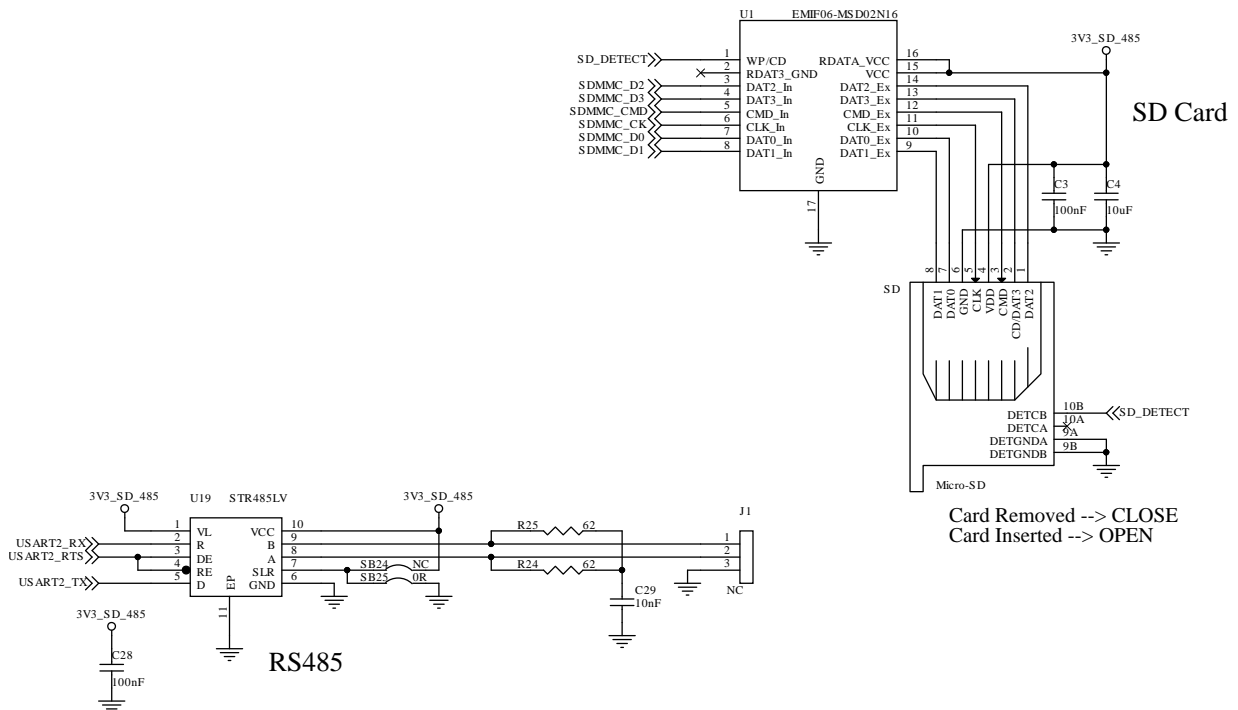 U1 EMIF06-MSD02N16
3V3_SD_485
SD_DETECT 1 WP/CD RDATA_VCC 16
2 RDAT3_GND VCC 15
SDMMC_D2 3 DAT2_In DAT2_Ex 14
SDMMC_D3 4 DAT3_In DAT3_Ex 13
SDMMC_CMD 5 CMD_In CMD_Ex 12
SDMMC_CK 6 CLK_In CLK_Ex 11
SDMMC_D0 7 DAT0_In DAT0_Ex 10
SDMMC_D1 8 DAT1_In DAT1_Ex 9
GND
17
SD Card
C3 C4
100nF 10uF
8 7 6 5 4 3 2 1
SD
DAT1 DAT0 GND CLK VDD CMD CD/DAT3 DAT2
DETCB 10B SD_DETECT
DETCA 10A
DETGNDA 9A
DETGNDB 9B
Micro-SD
Card Removed --> CLOSE
Card Inserted --> OPEN
3V3_SD_485 U19 STR485LV 3V3_SD_485
J1
1 VL VCC 10
USART2_RX 2 R B 9 R25 62 1
USART2_RTS 3 DE A 8 2
4 RE SLR 7 SB24 NC R24 62 3
USART2_TX 5 D GND 6 SB25 0R
EP
11
NC
C29
10nF
3V3_SD_485
C28
100nF
RS485